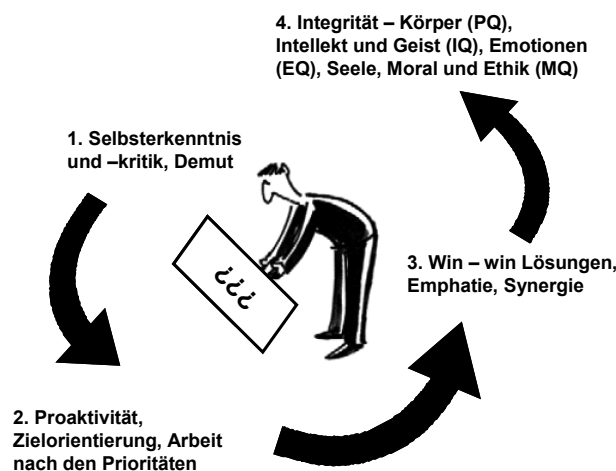 4. Integrität – Körper (PQ),
Intellekt und Geist (IQ), Emotionen
(EQ), Seele, Moral und Ethik (MQ)
1. Selbsterkenntnis
und –kritik, Demut
¿¿¿
3. Win – win Lösungen,
Emphatie, Synergie
2. Proaktivität,
Zielorientierung, Arbeit
nach den Prioritäten